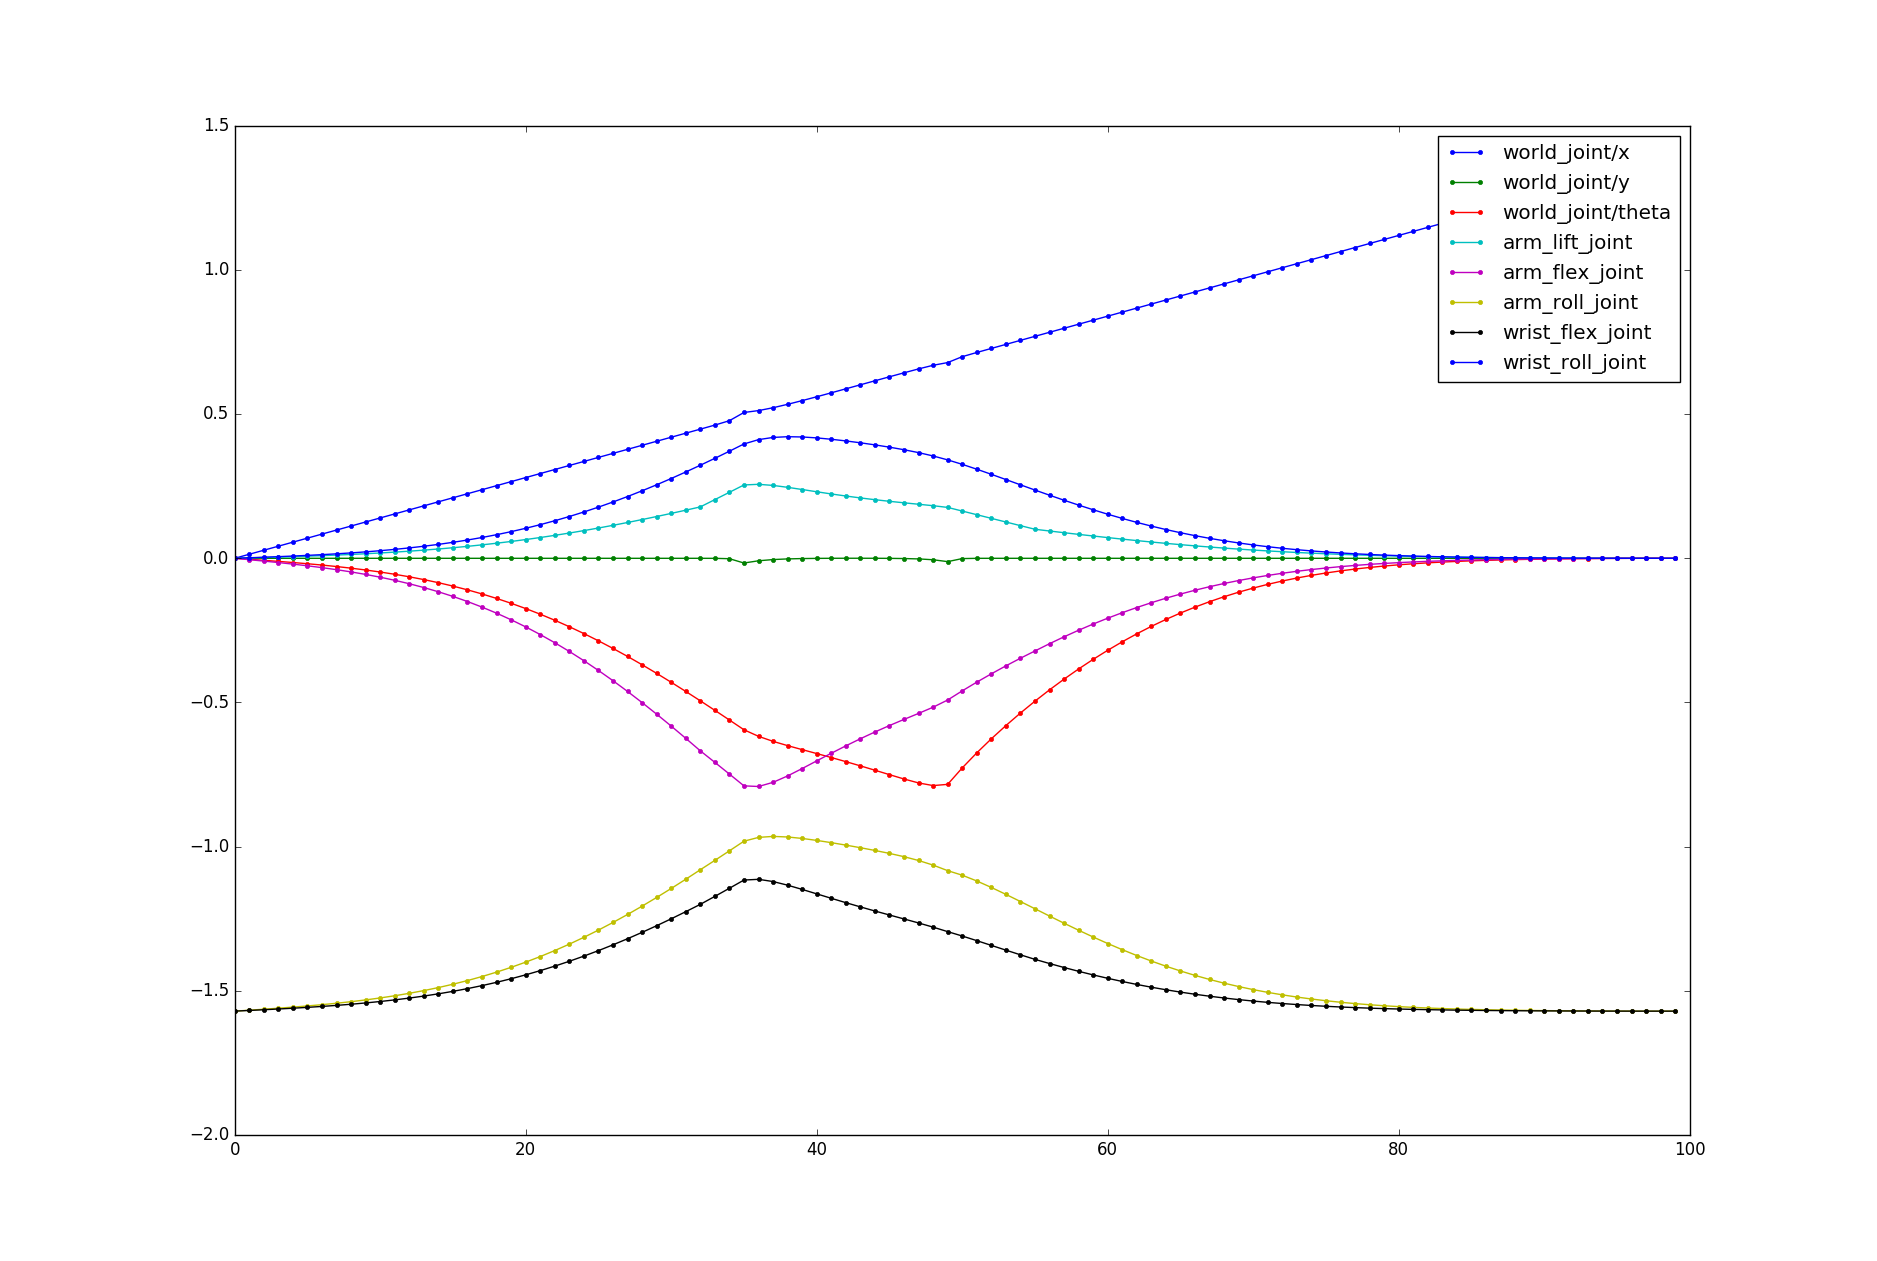 1.5
1.0
0.5
0.0
−0.5
−1.0
−1.5
−2.0
0 20 40 60 80 100
world_joint/x
world_joint/y
world_joint/theta
arm_lift_joint
arm_flex_joint
arm_roll_joint
wrist_flex_joint
wrist_roll_joint